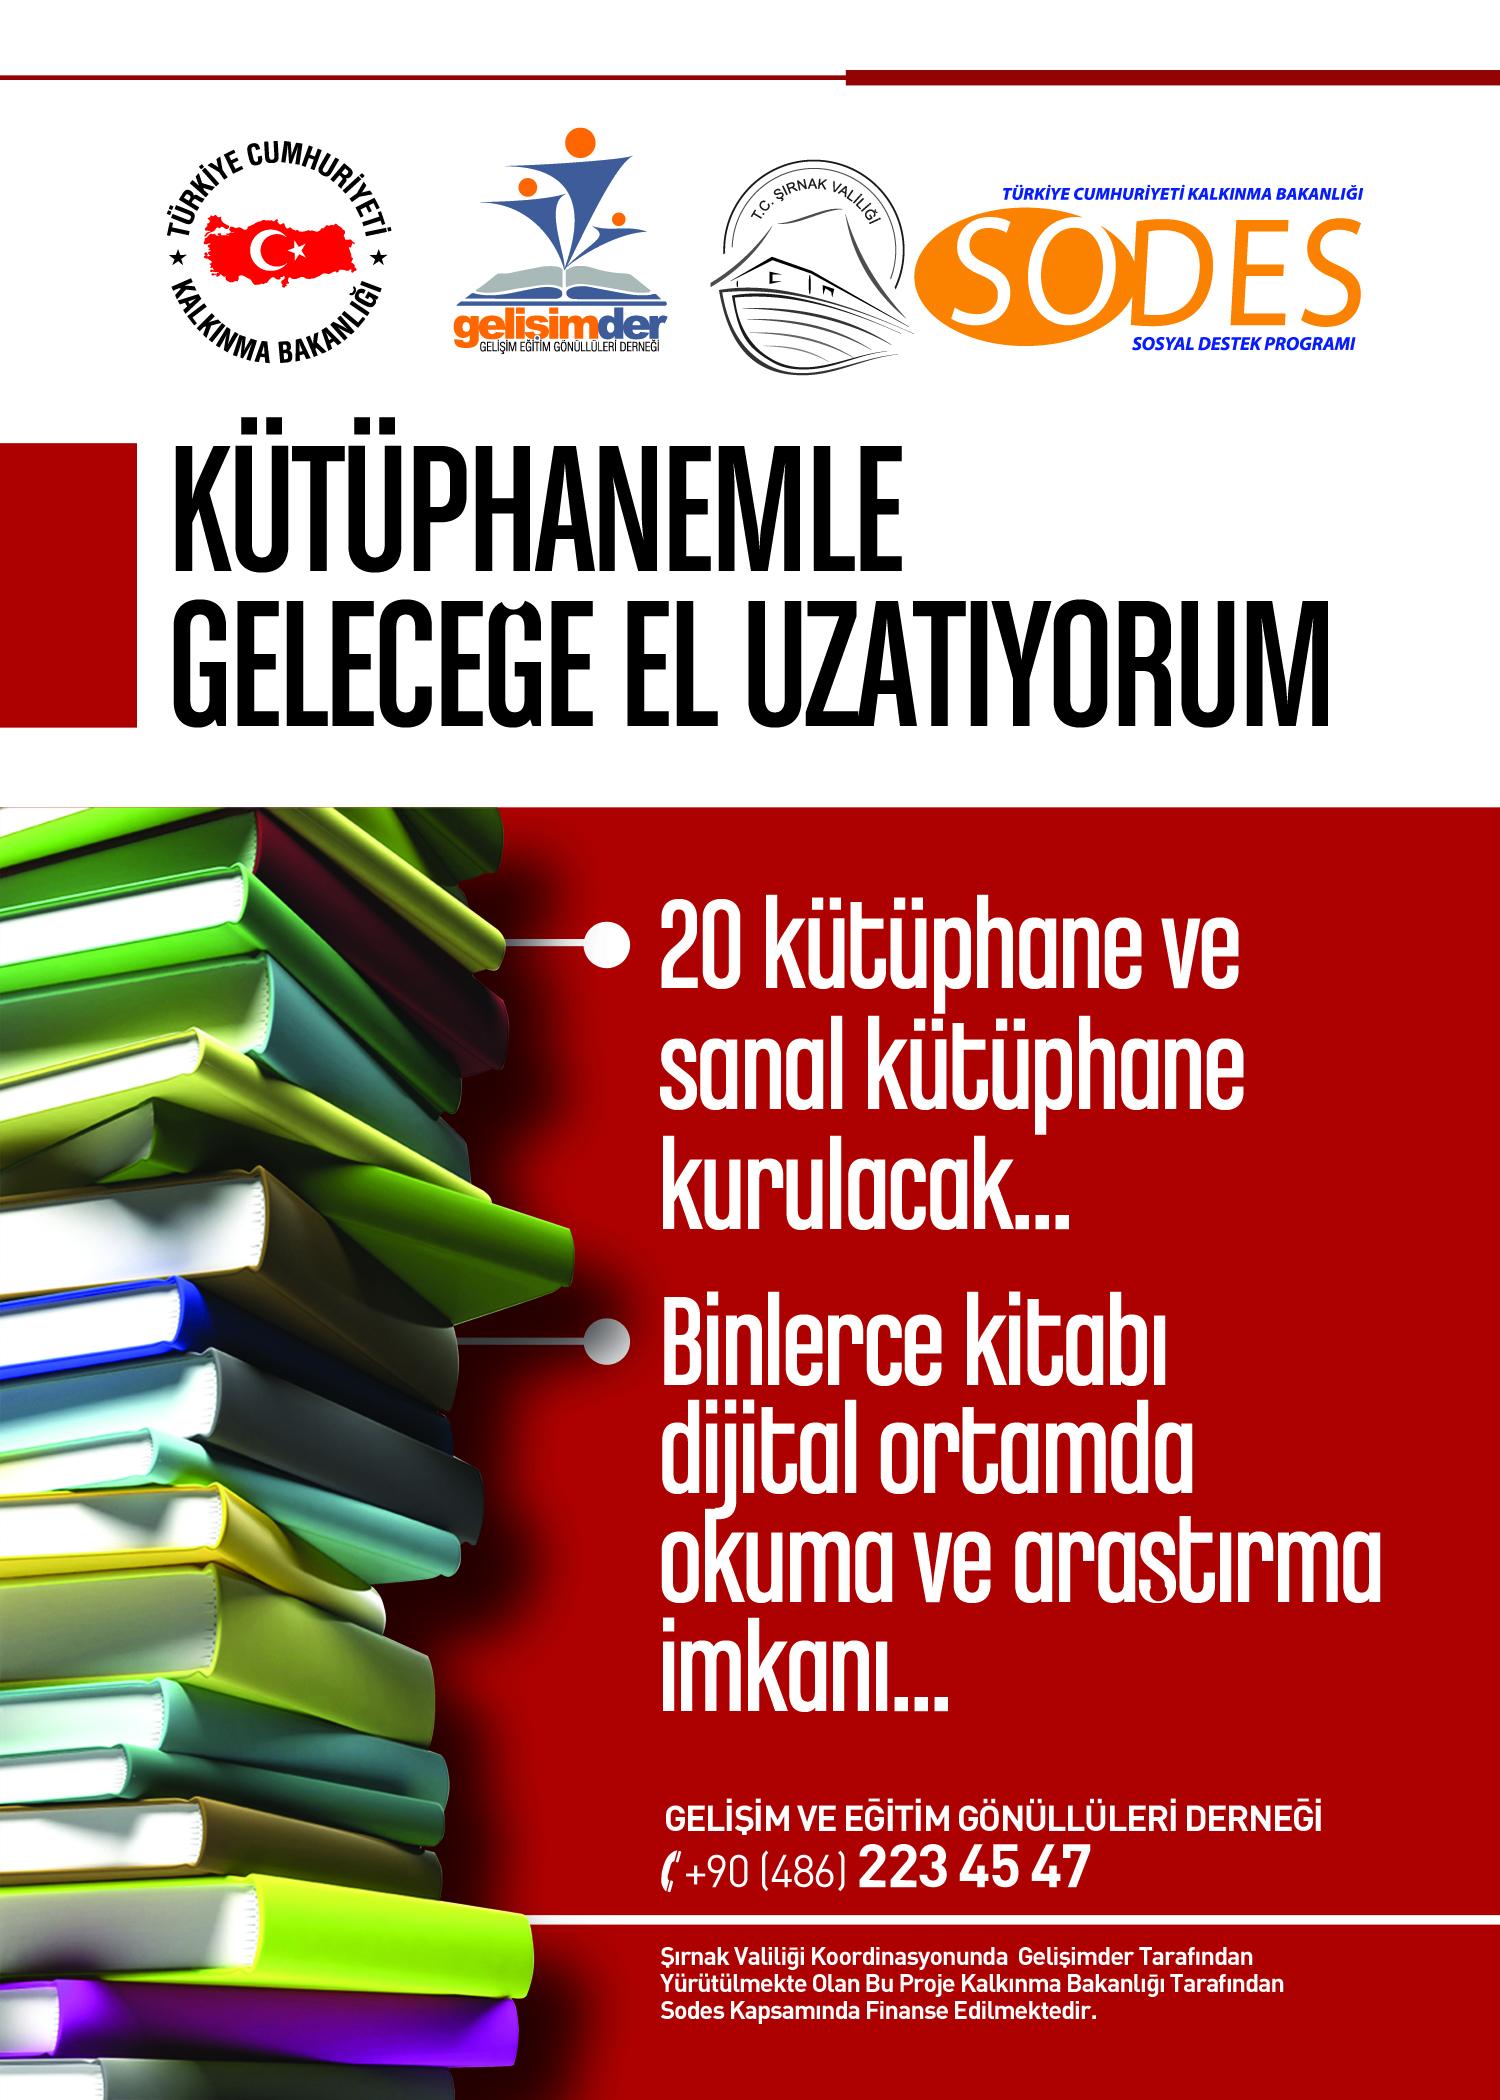 TÜRKİYE CUMHURİYETİ
KALKINMA BAKANLIĞI
gelişimder
GELİŞİM EĞİTİM GÖNÜLLÜLERİ DERNEĞİ
T.C. ŞIRNAK VALİLİĞİ
TÜRKİYE CUMHURİYETİ KALKINMA BAKANLIĞI
SODES
SOSYAL DESTEK PROGRAMI
KÜTÜPHANEMLE
GELECEĞE EL UZATIYORUM
20 kütüphane ve
sanal kütüphane
kurulacak...
Binlerce kitabı
dijital ortamda
okuma ve araştırma
imkanı...
GELİŞİM VE EĞİTİM GÖNÜLLÜLERİ DERNEĞİ
+90 (486) 223 45 47
Şırnak Valiliği Koordinasyonunda Gelişimder Tarafından
Yürütülmekte Olan Bu Proje Kalkınma Bakanlığı Tarafından
Sodes Kapsamında Finanse Edilmektedir.